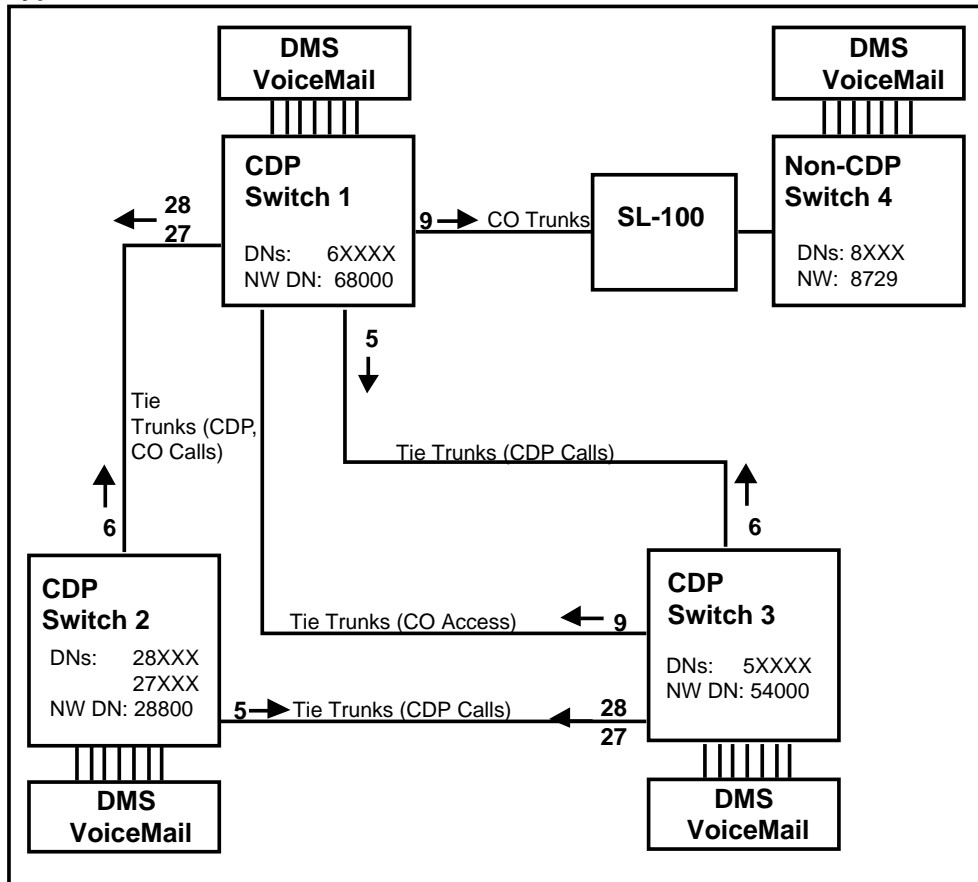 DMS
VoiceMail
DMS
VoiceMail
CDP
Switch 1
DNs: 6XXXX
NW DN: 68000
28
27
9
CO Trunks
SL-100
Non-CDP
Switch 4
DNs: 8XXX
NW: 8729
5
Tie
Trunks (CDP,
CO Calls)
Tie Trunks (CDP Calls)
6
6
CDP
Switch 2
DNs: 28XXX
27XXX
NW DN: 28800
Tie Trunks (CO Access)
9
CDP
Switch 3
DNs: 5XXXX
NW DN: 54000
5
Tie Trunks (CDP Calls)
28
27
DMS
VoiceMail
DMS
VoiceMail